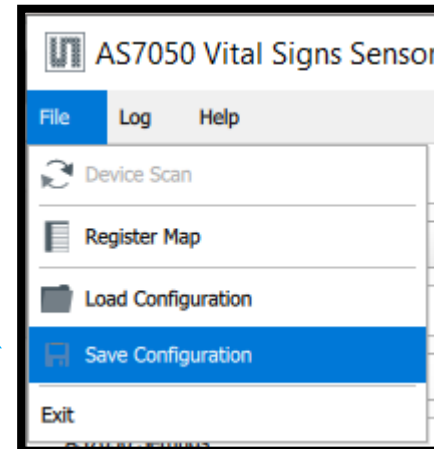 AS7050 Vital Signs Sensor
File Log Help
Device Scan
Register Map
Load Configuration
Save Configuration
Exit